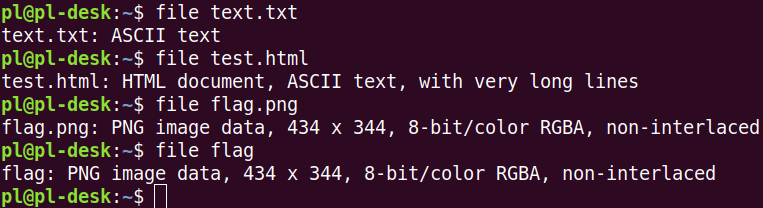 pl@pl-desk:~$ file text.txt
text.txt: ASCII text
pl@pl-desk:~$ file test.html
test.html: HTML document, ASCII text, with very long lines
pl@pl-desk:~$ file flag.png
flag.png: PNG image data, 434 x 344, 8-bit/color RGBA, non-interlaced
pl@pl-desk:~$ file flag
flag: PNG image data, 434 x 344, 8-bit/color RGBA, non-interlaced
pl@pl-desk:~$